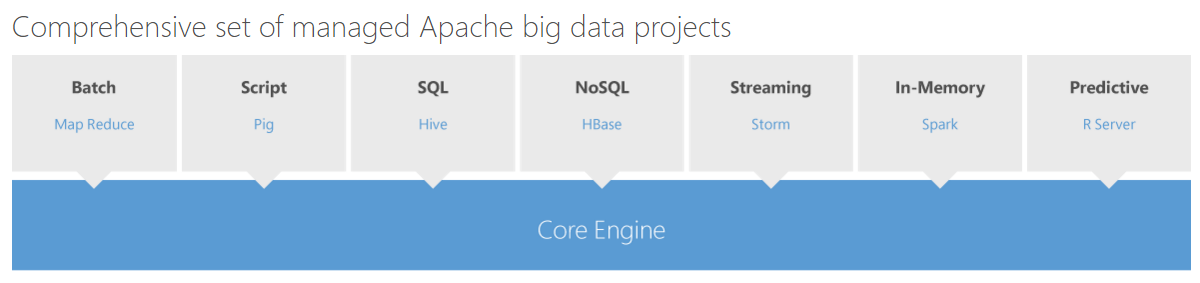 Comprehensive set of managed Apache big data projects
Batch Script SQL NoSQL Streaming In-Memory Predictive
Map Reduce Pig Hive HBase Storm Spark R Server
Core Engine